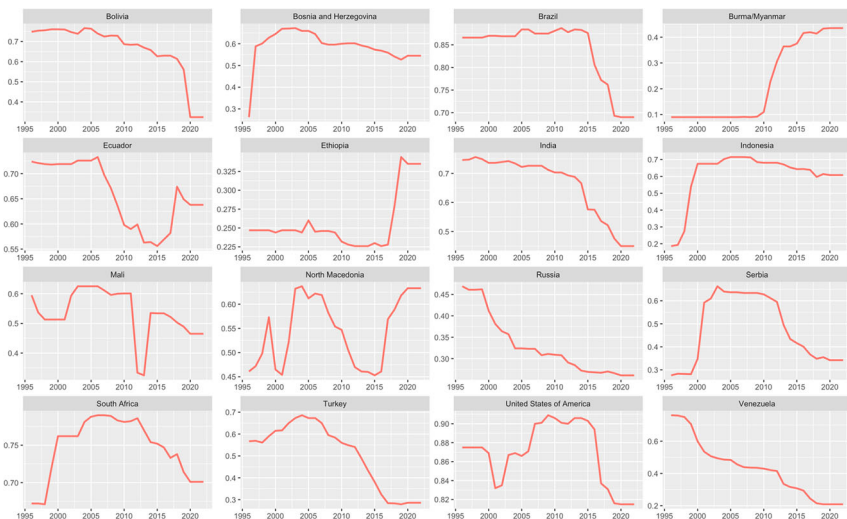 Bolivia Bosnia and Herzegovina Brazil Burma/Myanmar
0.7 0.6 0.85 0.4
0.6 0.5 0.80 0.3
0.5 0.4 0.75 0.2
0.4 0.3 0.70 0.1
1995 2000 2005 2010 2015 2020 1995 2000 2005 2010 2015 2020 1995 2000 2005 2010 2015 2020 1995 2000 2005 2010 2015 2020
Ecuador Ethiopia India Indonesia
0.70 0.325 0.7 0.7
0.65 0.300 0.6 0.6
0.60 0.275 0.5 0.5
0.55 0.250 0.4
0.225 0.3
0.2
1995 2000 2005 2010 2015 2020 1995 2000 2005 2010 2015 2020 1995 2000 2005 2010 2015 2020 1995 2000 2005 2010 2015 2020
Mali North Macedonia Russia Serbia
0.6 0.60 0.45 0.6
0.5 0.55 0.40 0.5
0.4 0.50 0.35 0.4
0.45 0.30 0.3
1995 2000 2005 2010 2015 2020 1995 2000 2005 2010 2015 2020 1995 2000 2005 2010 2015 2020 1995 2000 2005 2010 2015 2020
South Africa Turkey United States of America Venezuela
0.75 0.7 0.90 0.6
0.70 0.6 0.88 0.4
0.5 0.86 0.2
0.4 0.84
0.3 0.82
1995 2000 2005 2010 2015 2020 1995 2000 2005 2010 2015 2020 1995 2000 2005 2010 2015 2020 1995 2000 2005 2010 2015 2020